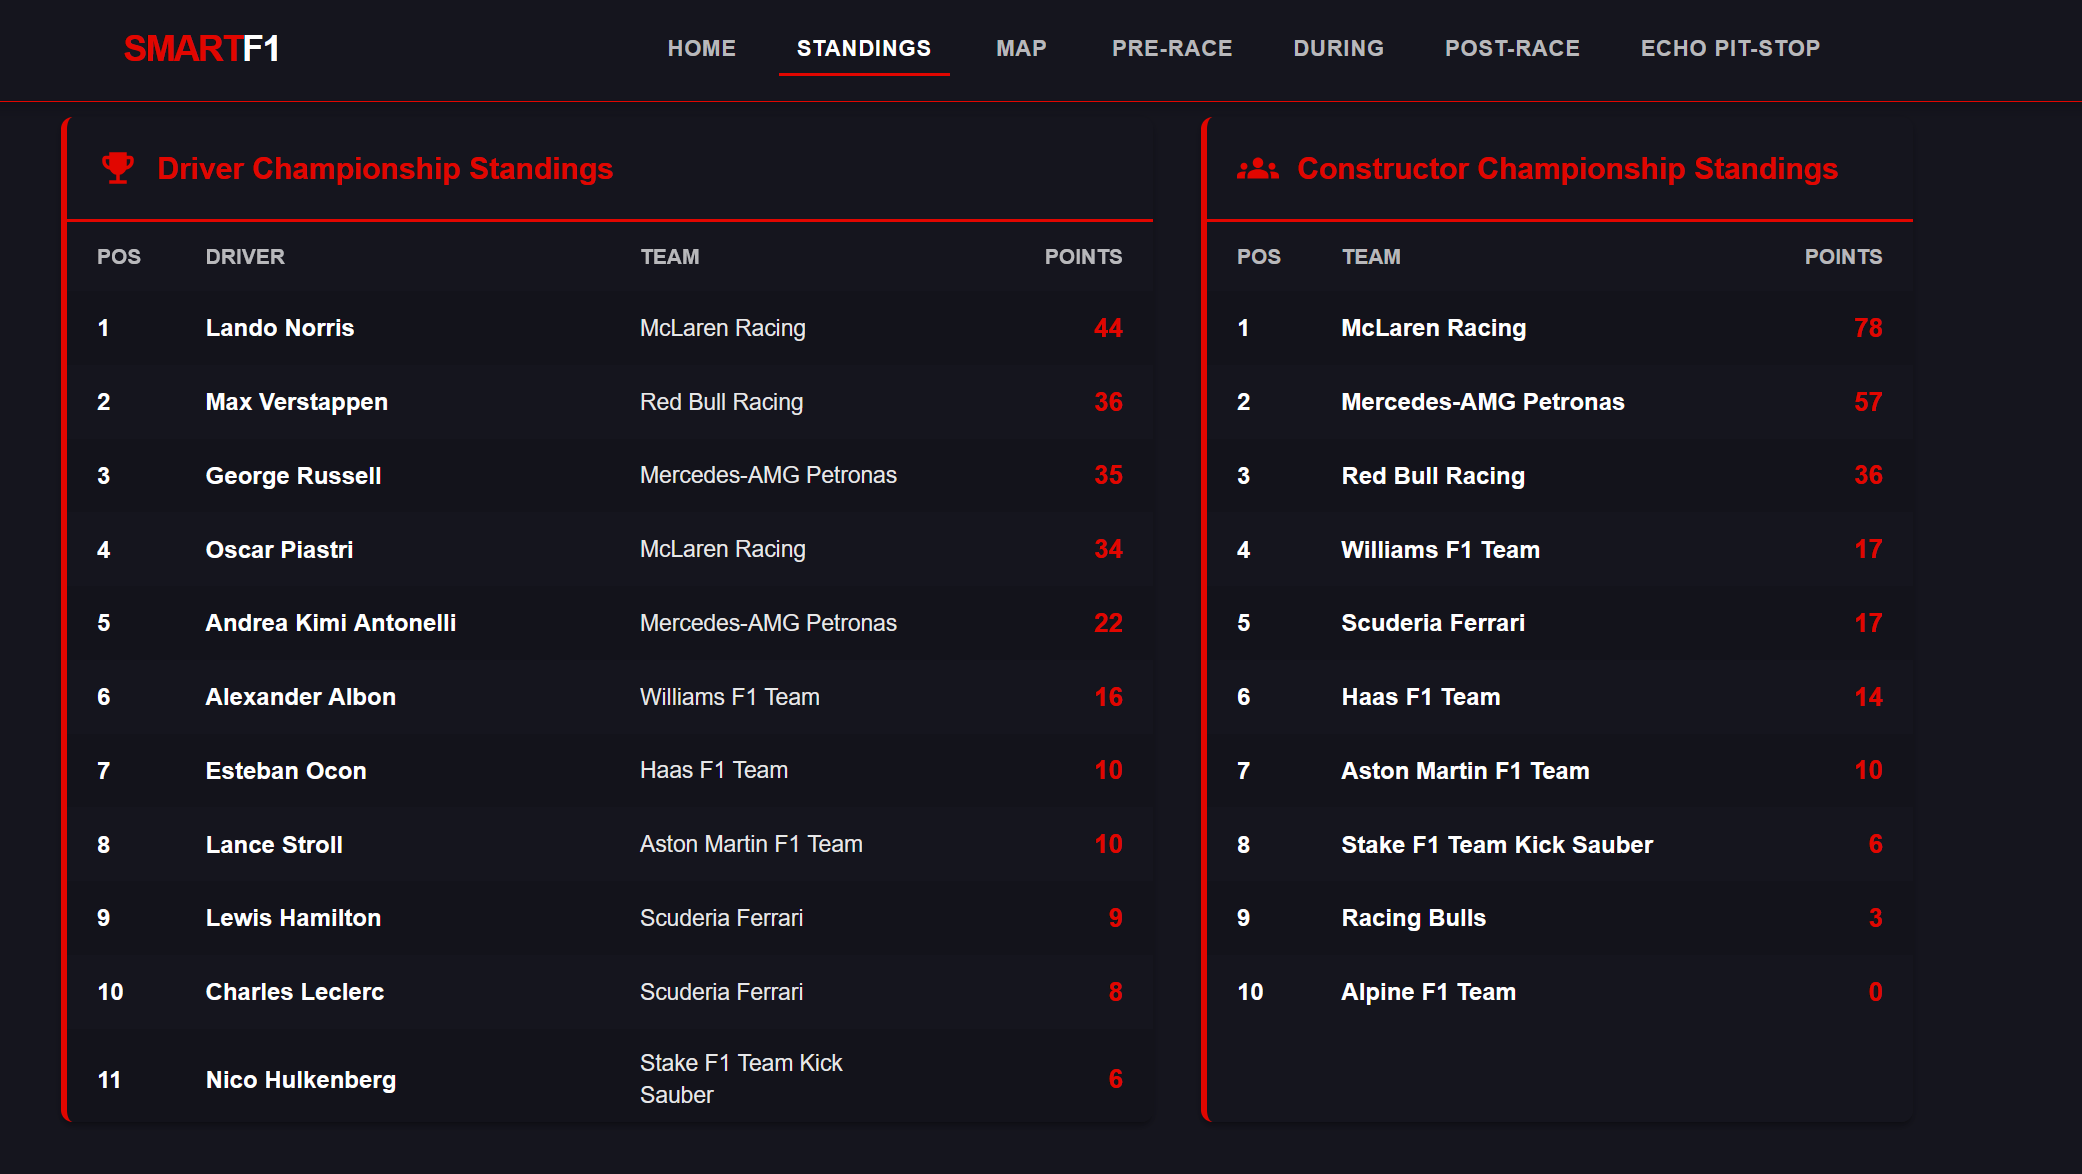 SMARTF1
HOME STANDINGS MAP PRE-RACE DURING POST-RACE ECHO PIT-STOP
Driver Championship Standings
POS DRIVER TEAM POINTS
1 Lando Norris McLaren Racing 44
2 Max Verstappen Red Bull Racing 36
3 George Russell Mercedes-AMG Petronas 35
4 Oscar Piastri McLaren Racing 34
5 Andrea Kimi Antonelli Mercedes-AMG Petronas 22
6 Alexander Albon Williams F1 Team 16
7 Esteban Ocon Haas F1 Team 10
8 Lance Stroll Aston Martin F1 Team 10
9 Lewis Hamilton Scuderia Ferrari 9
10 Charles Leclerc Scuderia Ferrari 8
11 Nico Hulkenberg Stake F1 Team Kick
Sauber 6
Constructor Championship Standings
POS TEAM POINTS
1 McLaren Racing 78
2 Mercedes-AMG Petronas 57
3 Red Bull Racing 36
4 Williams F1 Team 17
5 Scuderia Ferrari 17
6 Haas F1 Team 14
7 Aston Martin F1 Team 10
8 Stake F1 Team Kick Sauber 6
9 Racing Bulls 3
10 Alpine F1 Team 0